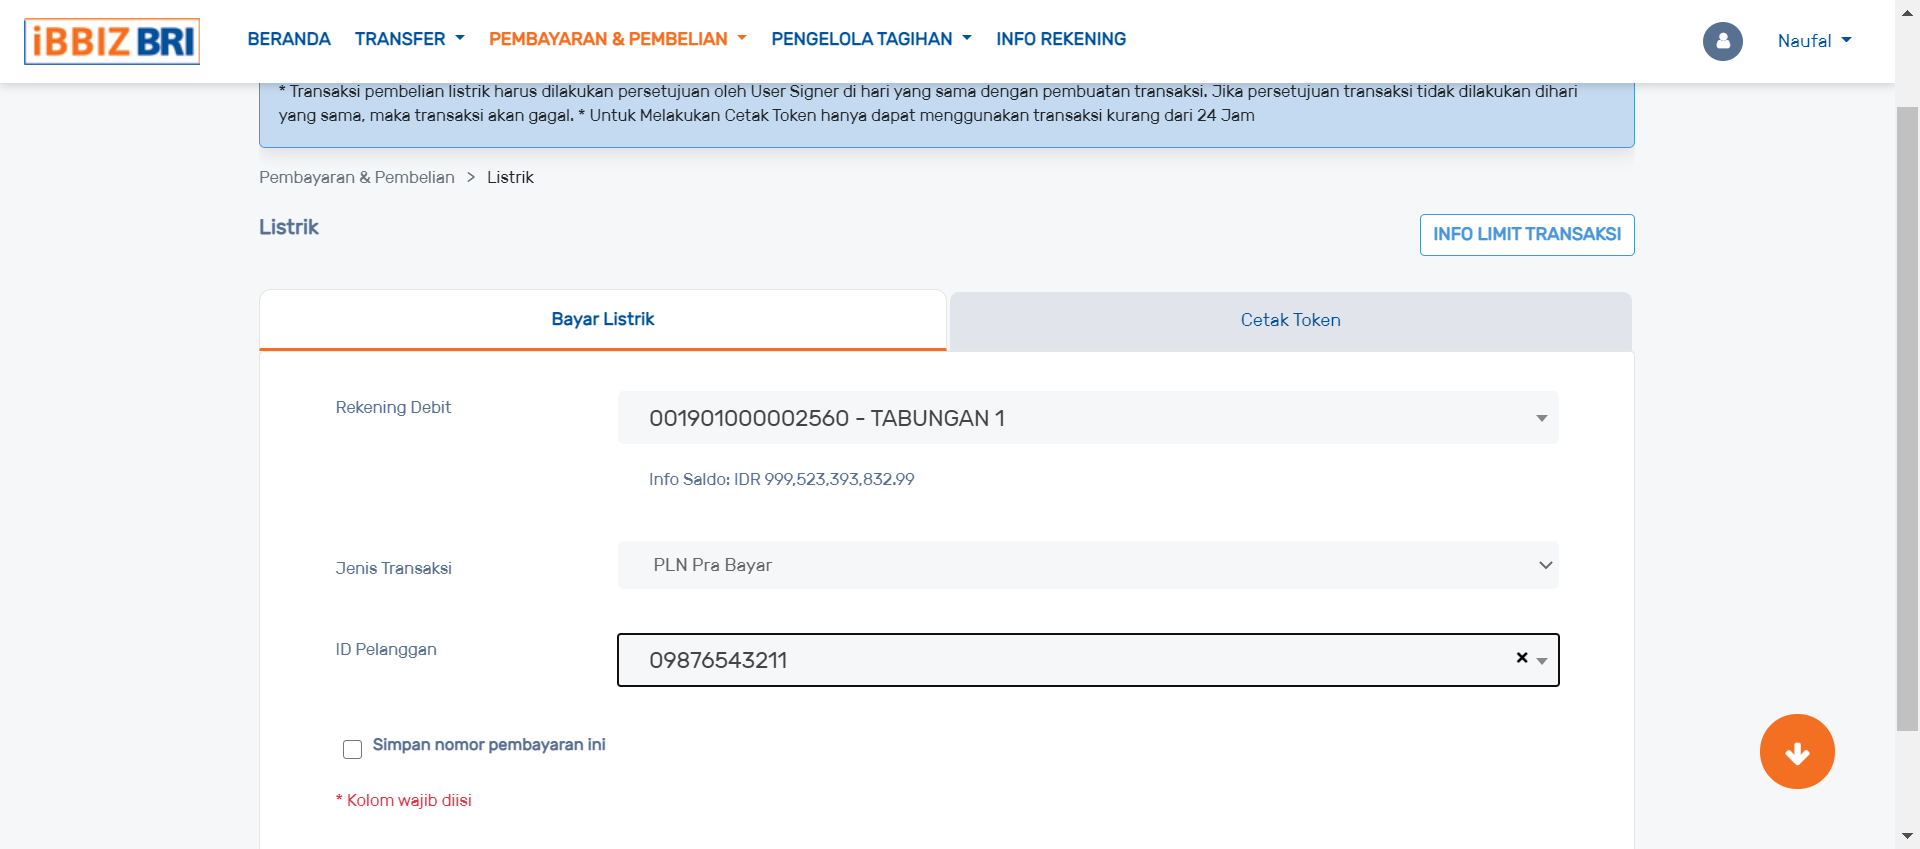 iBBIZ BRI
BERANDA TRANSFER PEMBAYARAN & PEMBELIAN PENGELOLA TAGIHAN INFO REKENING
Naufal
* Transaksi pembelian listrik harus dilakukan persetujuan oleh User Signer di hari yang sama dengan pembuatan transaksi. Jika persetujuan transaksi tidak dilakukan dihari
yang sama, maka transaksi akan gagal. * Untuk Melakukan Cetak Token hanya dapat menggunakan transaksi kurang dari 24 Jam
Pembayaran & Pembelian > Listrik
Listrik
INFO LIMIT TRANSAKSI
Bayar Listrik
Cetak Token
Rekening Debit
001901000002560 - TABUNGAN 1
Info Saldo: IDR 999,523,393,832.99
Jenis Transaksi
PLN Pra Bayar
ID Pelanggan
09876543211
Simpan nomor pembayaran ini
* Kolom wajib diisi